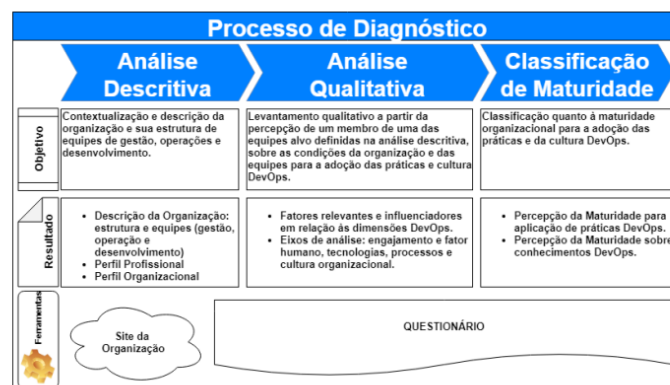 Processo de Diagnóstico
Análise
Descritiva
Análise
Qualitativa
Classificação
de Maturidade
Objetivo
Contextualização e descrição da
organização e sua estrutura de
equipes de gestão, operações e
desenvolvimento.
Levantamento qualitativo a partir da
percepção de um membro de uma das
equipes alvo definidas na análise descritiva,
sobre as condições da organização e das
equipes para a adoção das práticas e cultura
DevOps.
Classificação quanto á maturidade
organizacional para a adoção das
práticas e da cultura DevOps.
Resultado
• Descrição da Organização:
estrutura e equipes (gestão,
operação e
desenvolvimento)
• Perfil Profissional
• Perfil Organizacional
• Fatores relevantes e influenciadores
em relação ás dimensões DevOps.
• Eixos de análise: engajamento e fator
humano, tecnologias, processos e
cultura organizacional.
• Percepção da Maturidade para
aplicação de práticas DevOps.
• Percepção da Maturidade sobre
conhecimentos DevOps.
Ferramentas
Site da
Organização
QUESTIONÁRIO